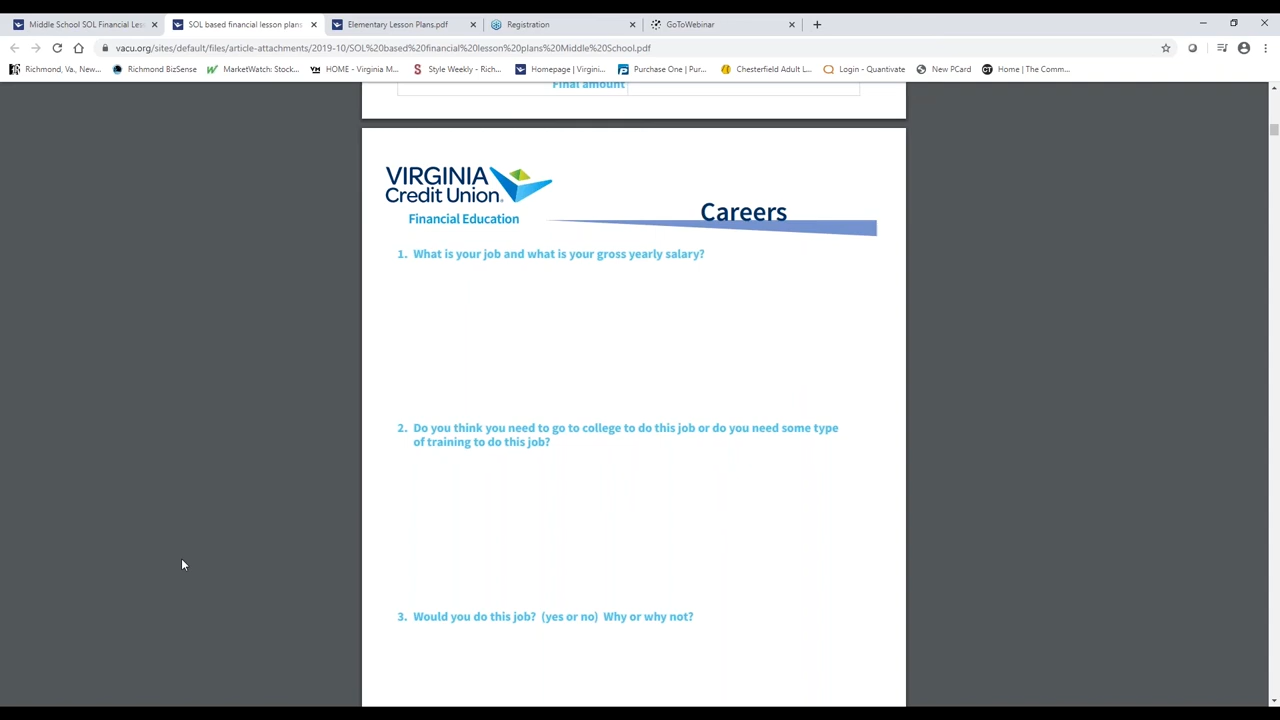 Middle School SOL Financial Les
SOL based financial lesson plans
Elementary Lesson Plans.pdf
Registration
GoToWebinar
vacu.org/sites/default/files/article-attachments/2019-10/SOL%20based%20financial%20lesson%20plans%20Middle%20School.pdf
Richmond, Va., New...
Richmond BizSense
MarketWatch: Stock...
HOME - Virginia M...
Style Weekly - Rich...
Homepage | Virgini...
Purchase One | Pur...
Chesterfield Adult L...
Login - Quantivate
New PCard
Home | The Comm...
Final amount
VIRGINIA
Credit Union
Financial Education
Careers
1. What is your job and what is your gross yearly salary?
2. Do you think you need to go to college to do this job or do you need some type
of training to do this job?
3. Would you do this job? (yes or no) Why or why not?